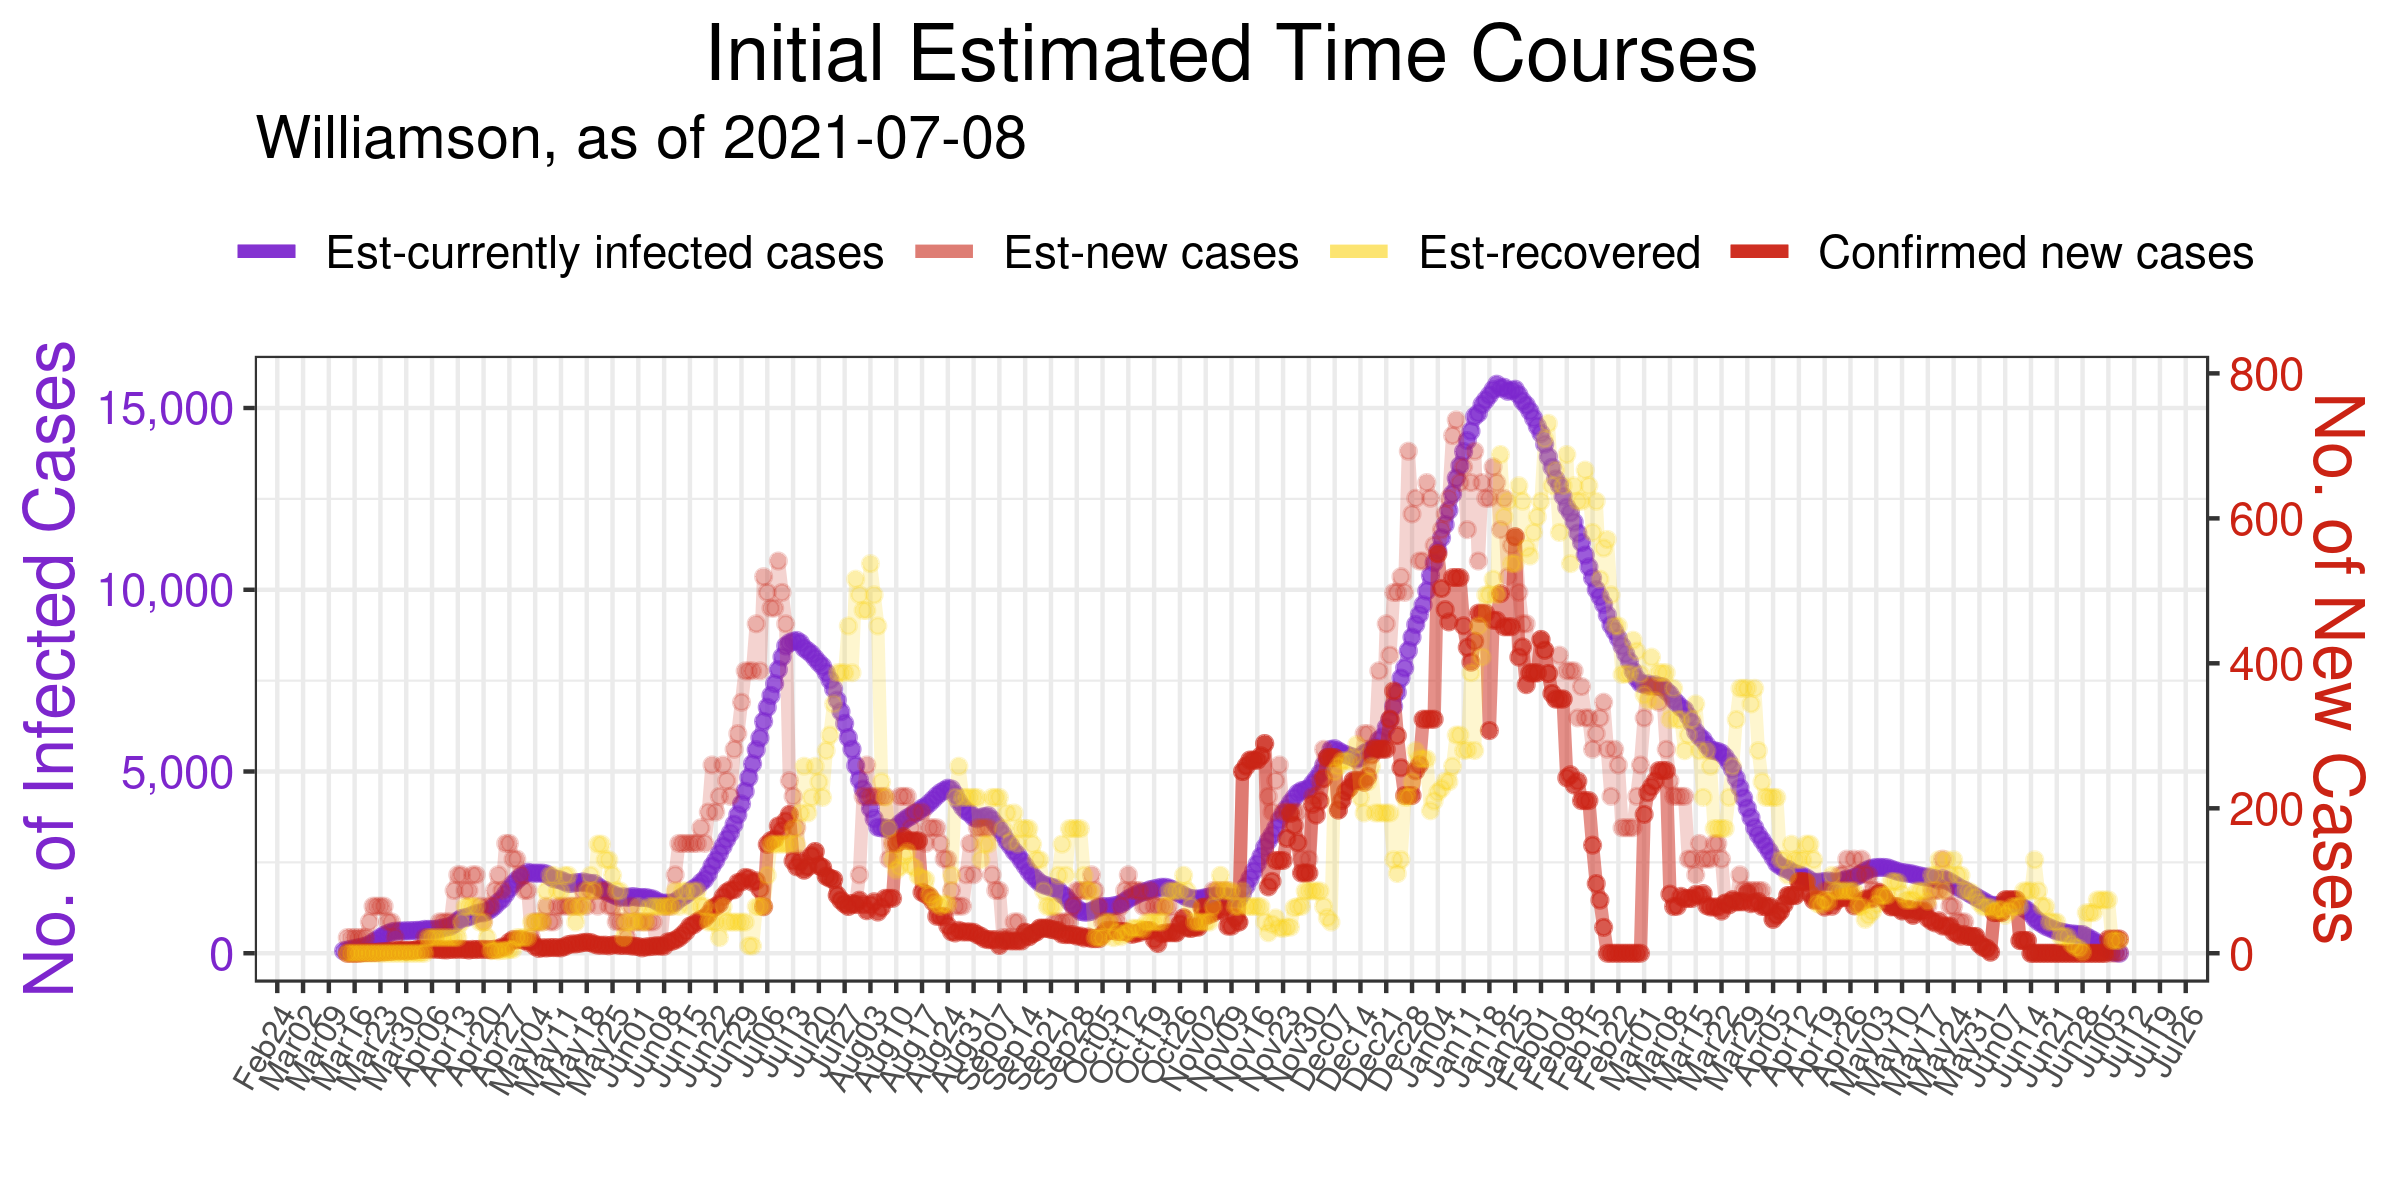 Initial Estimated Time Courses
Williamson, as of 2021-07-08
Est-currently infected cases Est-new cases Est-recovered Confirmed new cases
No. of Infected Cases
15,000
10,000
5,000
0
800
600
400
200
0
No. of New Cases
Feb24 Mar02 Mar09 Mar16 Mar23 Mar30 Apr06 Apr13 Apr20 Apr27 May04 May11 May18 May25 Jun01 Jun08 Jun15 Jun22 Jun29 Jul06 Jul13 Jul20 Jul27 Aug03 Aug10 Aug17 Aug24 Aug31 Sep07 Sep14 Sep21 Sep28 Oct05 Oct12 Oct19 Oct26 Nov02 Nov09 Nov16 Nov23 Nov30 Dec07 Dec14 Dec21 Dec28 Jan04 Jan11 Jan18 Jan25 Feb01 Feb08 Feb15 Feb22 Mar01 Mar08 Mar15 Mar22 Mar29 Apr05 Apr12 Apr19 Apr26 May03 May10 May17 May24 May31 Jun07 Jun14 Jun21 Jun28 Jul05 Jul12 Jul19 Jul26